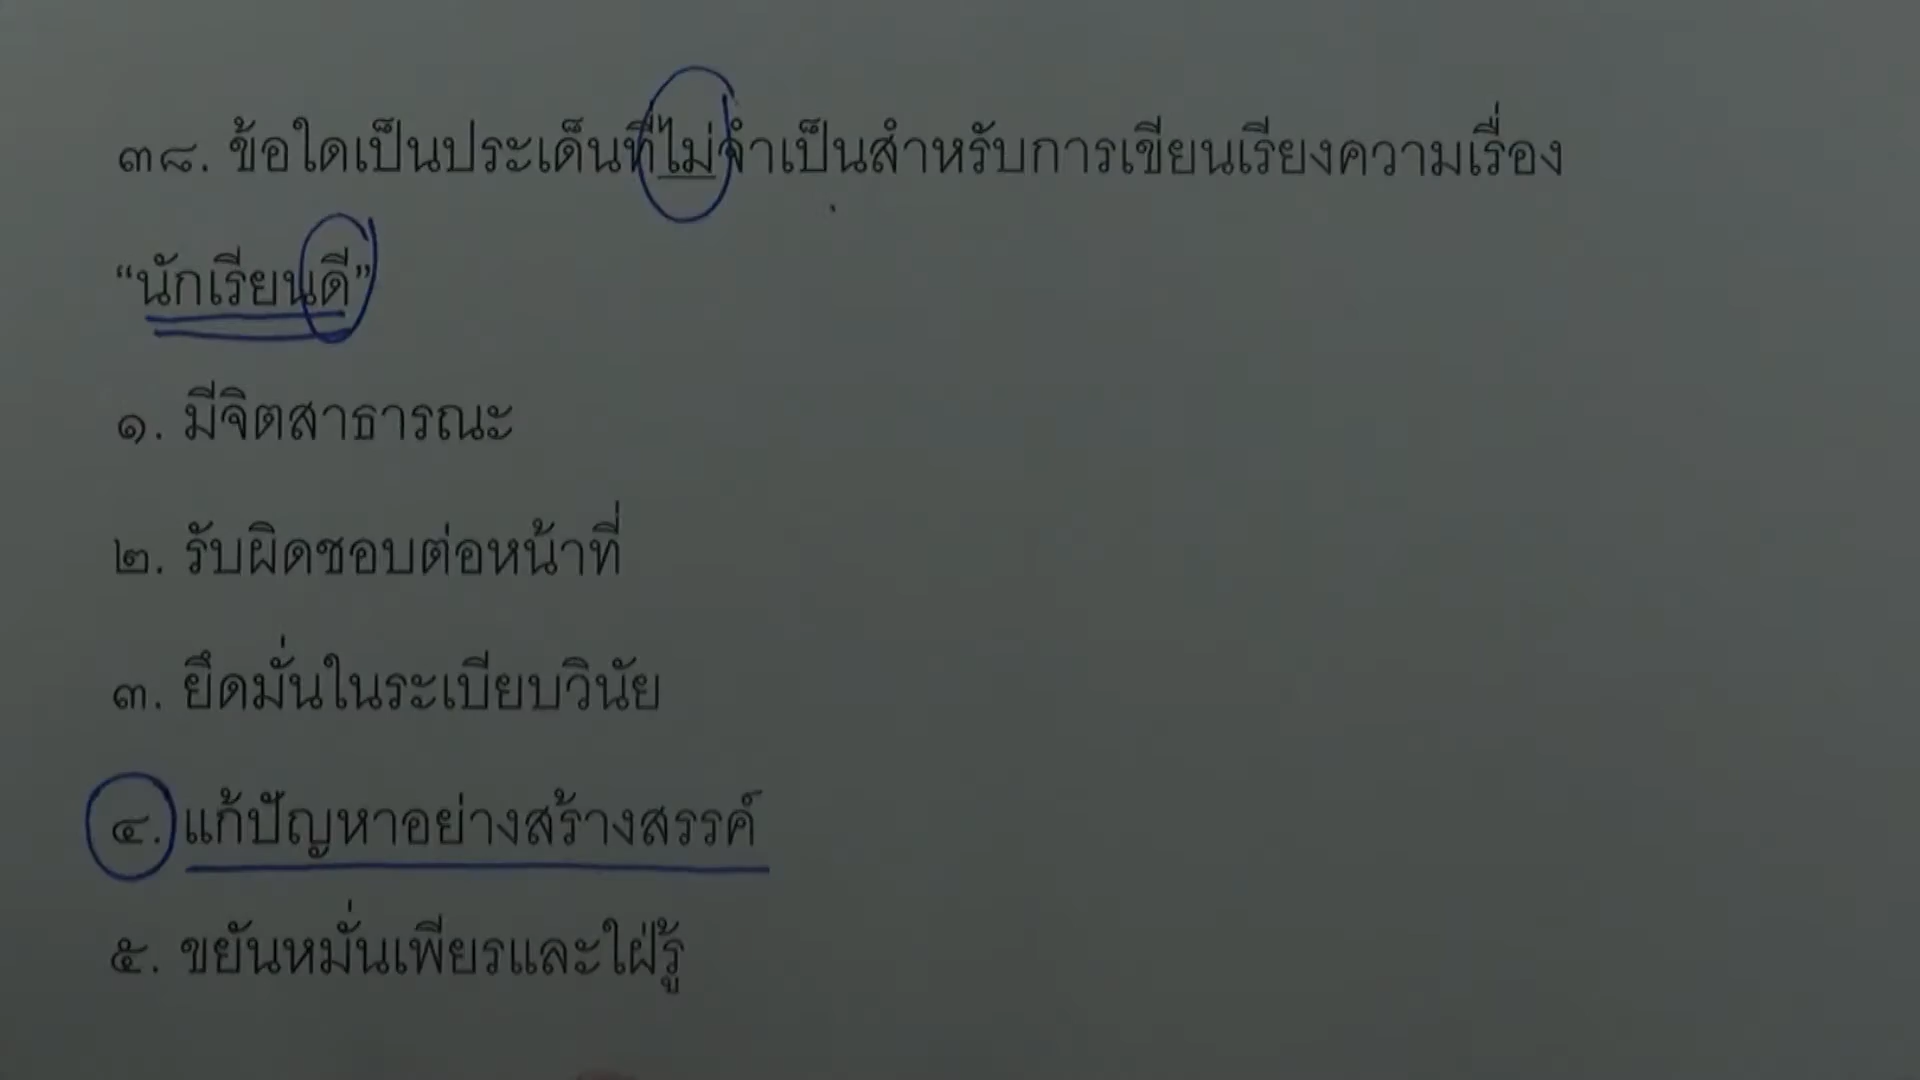 ๓๘. ข้อใดเป็นประเด็นที่ไม่จำเป็นสำหรับการเขียนเรียงความเรื่อง
“นักเรียนดี”
๑. มีจิตสาธารณะ
๒. รับผิดชอบต่อหน้าที่
๓. ยึดมั่นในระเบียบวินัย
๔. แก้ปัญหาอย่างสร้างสรรค์
๕. ขยันหมั่นเพียรและใฝ่รู้